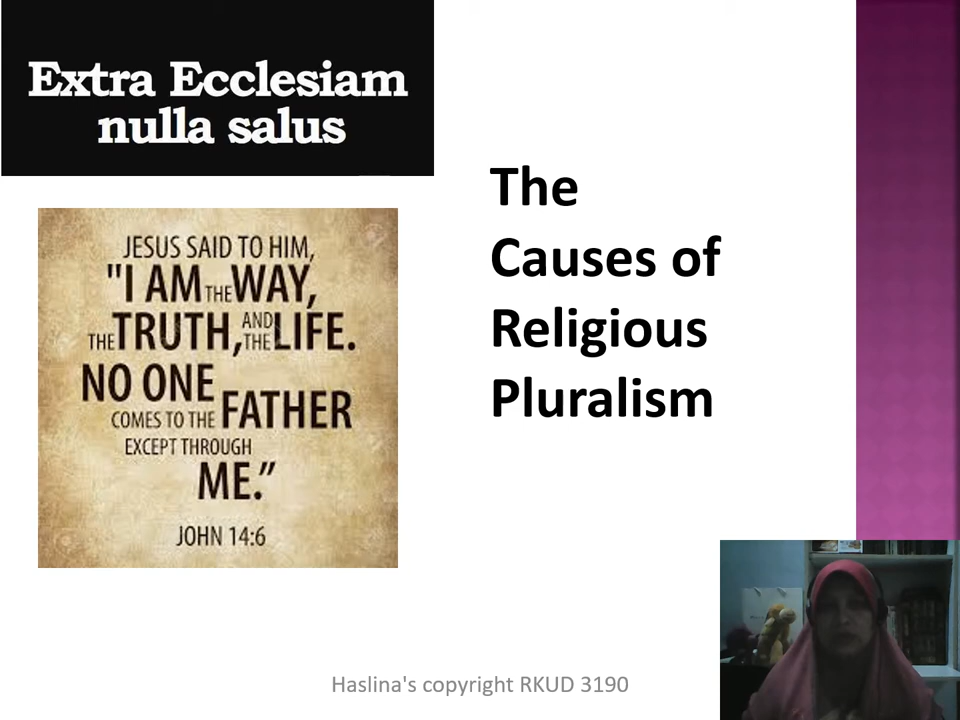 Extra Ecclesiam
nulla salus
JESUS SAID TO HIM,
"I AM THE WAY,
THE TRUTH, AND THE LIFE.
NO ONE
COMES TO THE FATHER
EXCEPT THROUGH
ME.”
JOHN 14:6
The
Causes of
Religious
Pluralism
Haslina's copyright RKUD 3190